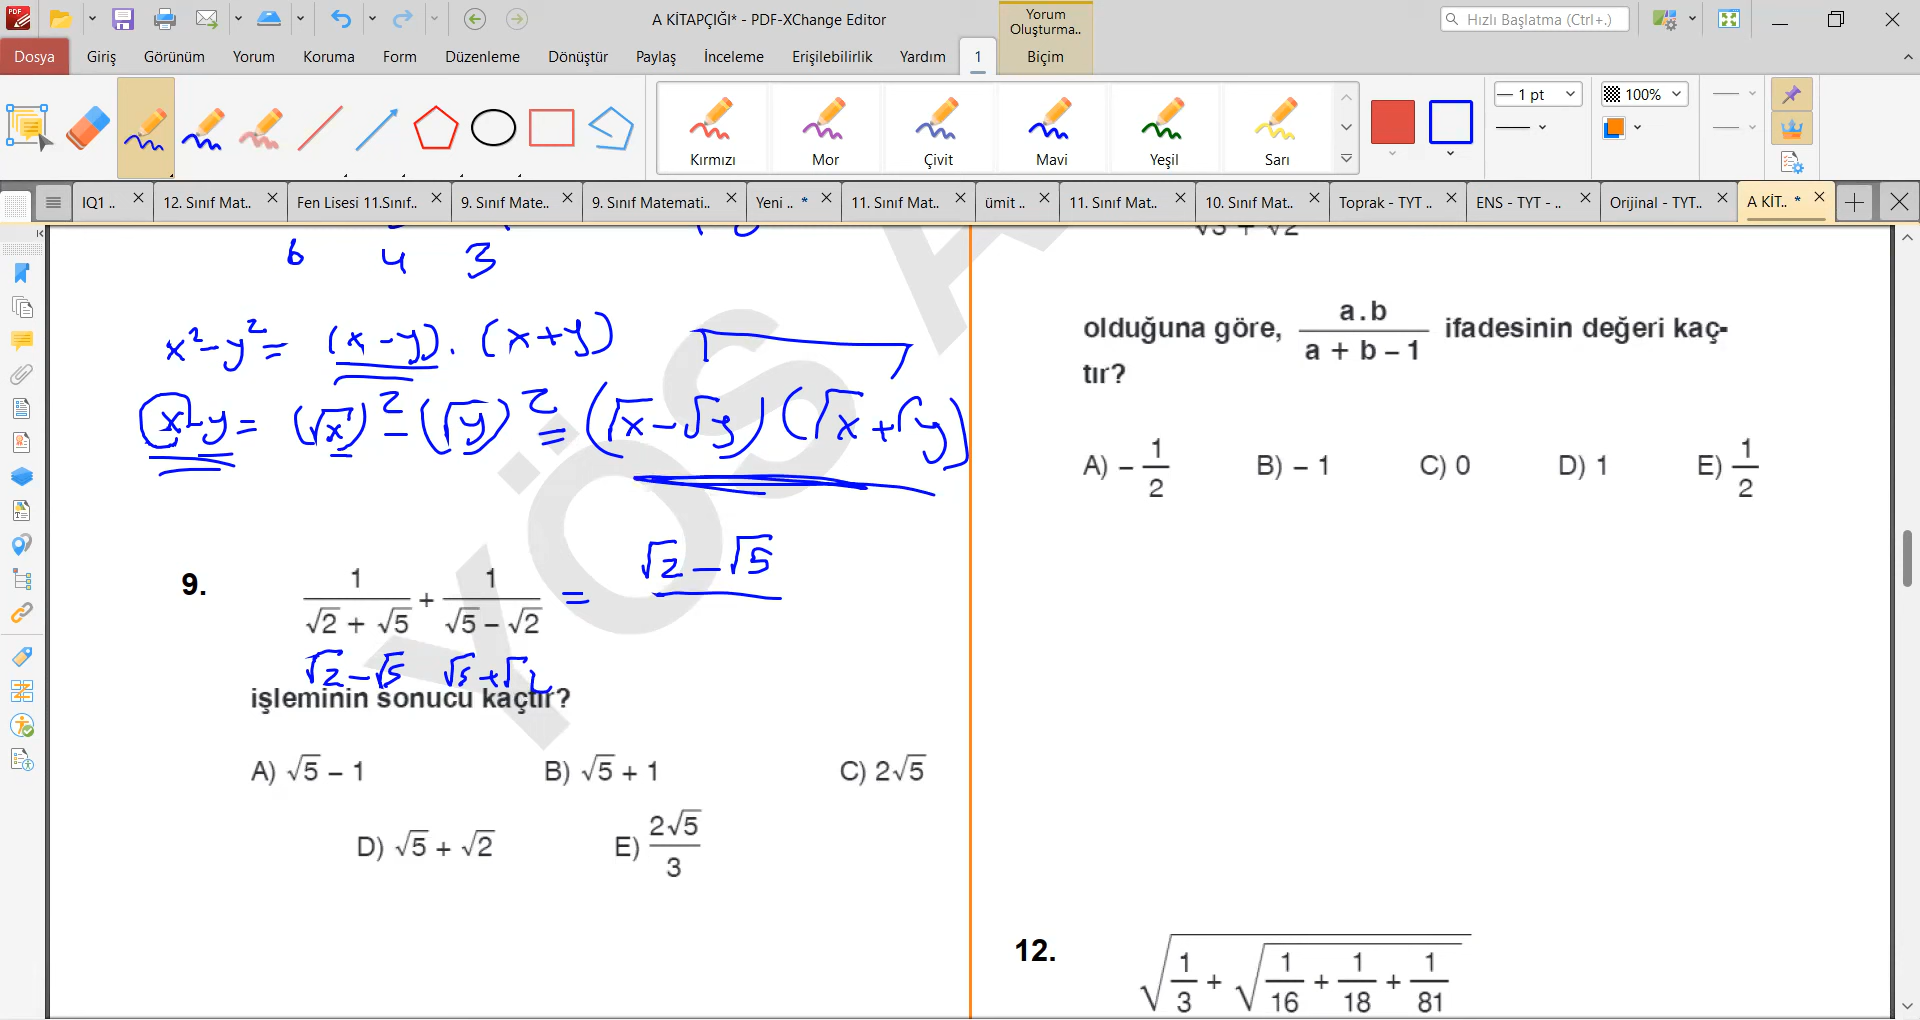 A KİTAPÇIĞI* - PDF-XChange Editor
Yorum Oluşturma..
Hızlı Başlatma (Ctrl+.)
Dosya Giriş Görünüm Yorum Koruma Form Düzenleme Dönüştür Paylaş İnceleme Erişilebilirlik Yardım 1 Biçim
Kırmızı Mor Çivit Mavi Yeşil Sarı
1 pt 100%
IQ1 .. 12. Sınıf Mat.. Fen Lisesi 11.Sınıf.. 9. Sınıf Mate.. 9. Sınıf Matemati.. Yeni .. * 11. Sınıf Mat.. ümit .. 11. Sınıf Mat.. 10. Sınıf Mat.. Toprak - TYT .. ENS - TYT - .. Orijinal - TYT.. A KİT.. *
6 4 3
x² - y² = (x - y) . (x + y)
x - y = (√x)² - (√y)² = (√x - √y) (√x + √y)
9. 1/(√2 + √5) + 1/(√5 - √2) = √2 - √5
√2 - √5 √5 + √2
işleminin sonucu kaçtır?
A) √5 - 1 B) √5 + 1 C) 2√5
D) √5 + √2 E) 2√5/3
olduğuna göre, a.b/(a + b - 1) ifadesinin değeri kaç-
tır?
A) -1/2 B) - 1 C) 0 D) 1 E) 1/2
12. √(1/3 + √(1/16 + 1/18 + 1/81))
YÖS A